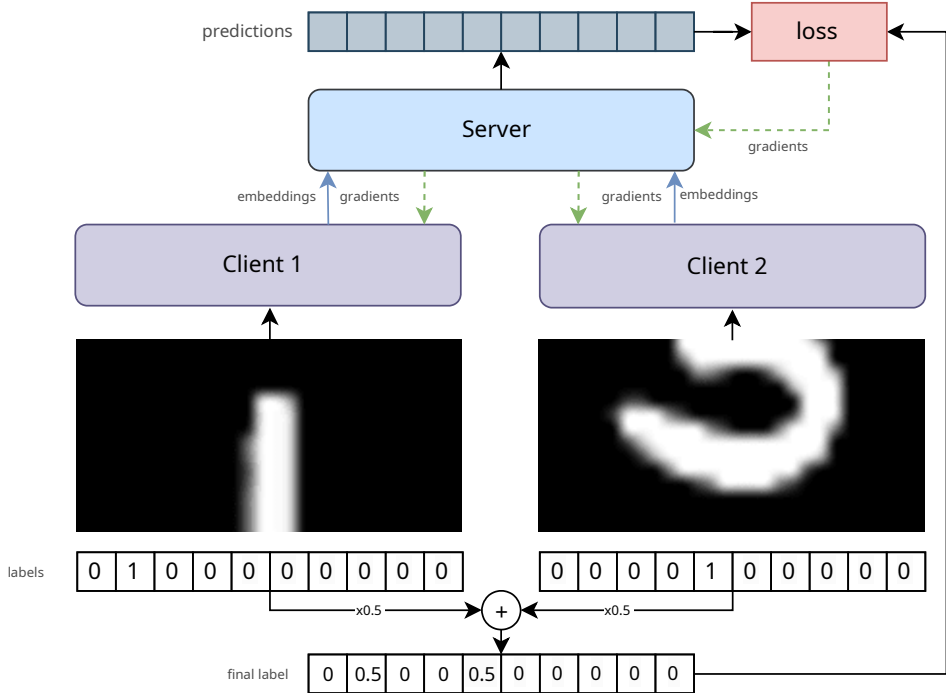 predictions
loss
Server
gradients
embeddings gradients
gradients embeddings
Client 1
Client 2
labels
0 1 0 0 0 0 0 0 0 0
0 0 0 0 1 0 0 0 0 0
x0.5
+
x0.5
final label
0 0.5 0 0 0.5 0 0 0 0 0